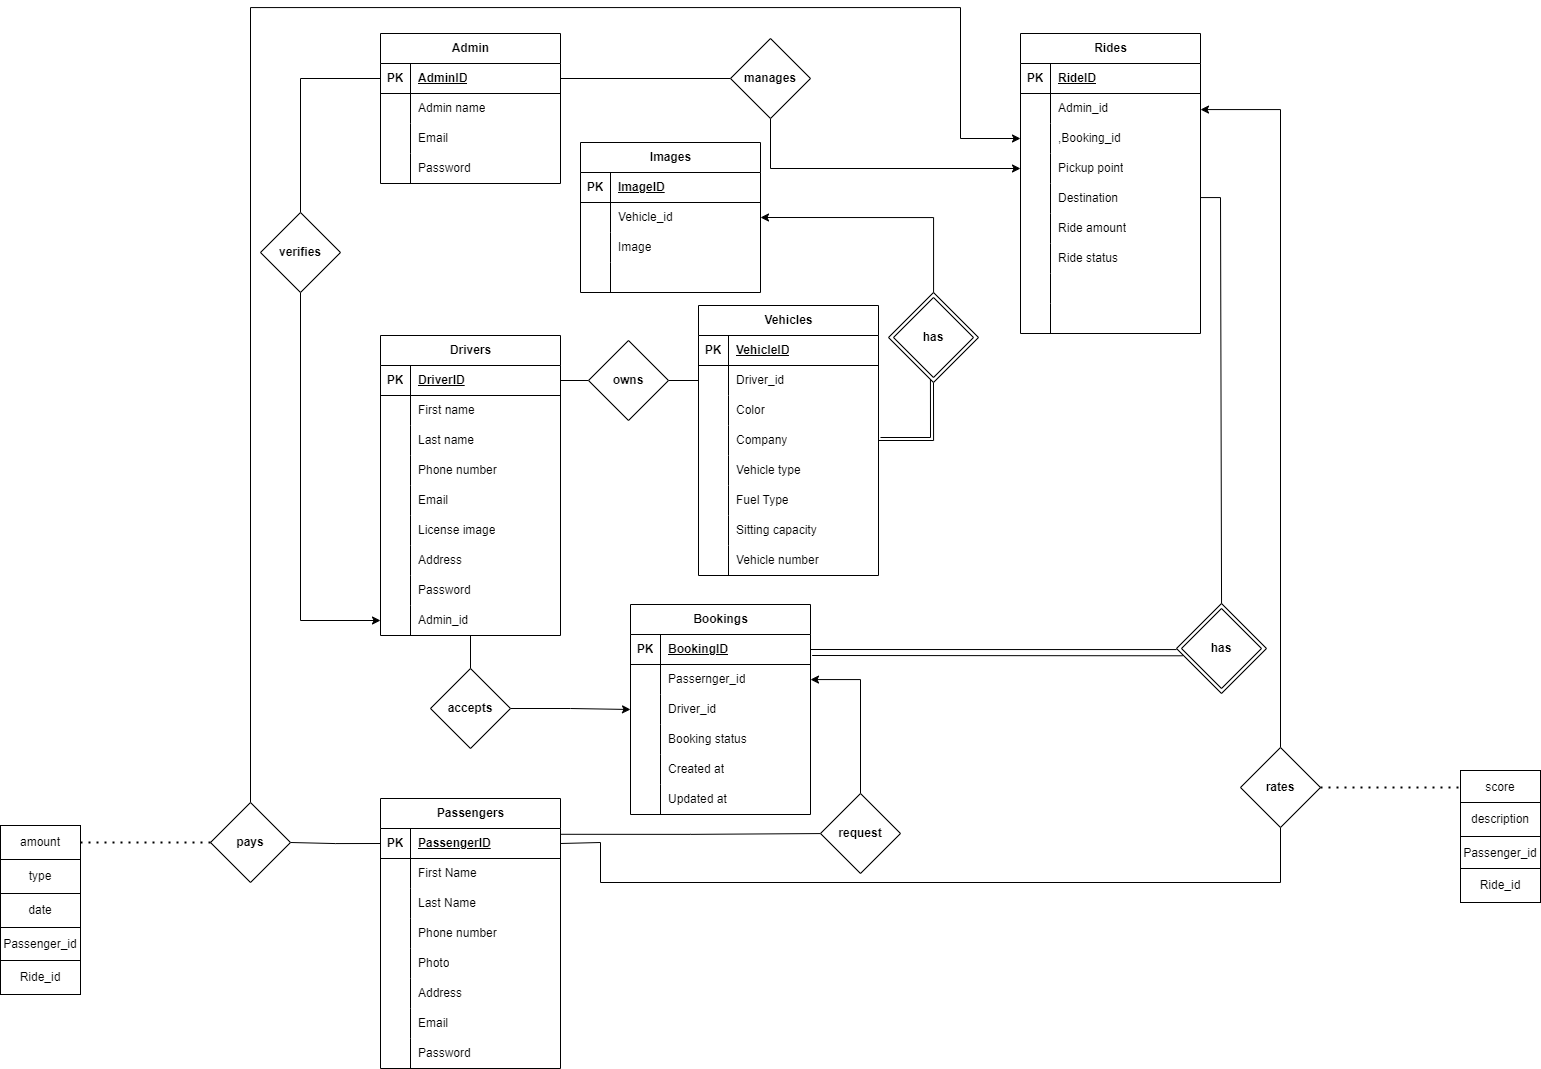 Admin
PK AdminID
Admin name
Email
Password
manages
Rides
PK RideID
Admin_id
,Booking_id
Pickup point
Destination
Ride amount
Ride status
Images
PK ImageID
Vehicle_id
Image
verifies
has
Vehicles
PK VehicleID
Driver_id
Color
Company
Vehicle type
Fuel Type
Sitting capacity
Vehicle number
Drivers
PK DriverID
First name
Last name
Phone number
Email
License image
Address
Password
Admin_id
owns
Bookings
PK BookingID
Passernger_id
Driver_id
Booking status
Created at
Updated at
has
accepts
request
rates
score
description
Passenger_id
Ride_id
Passengers
PK PassengerID
First Name
Last Name
Phone number
Photo
Address
Email
Password
pays
amount
type
date
Passenger_id
Ride_id